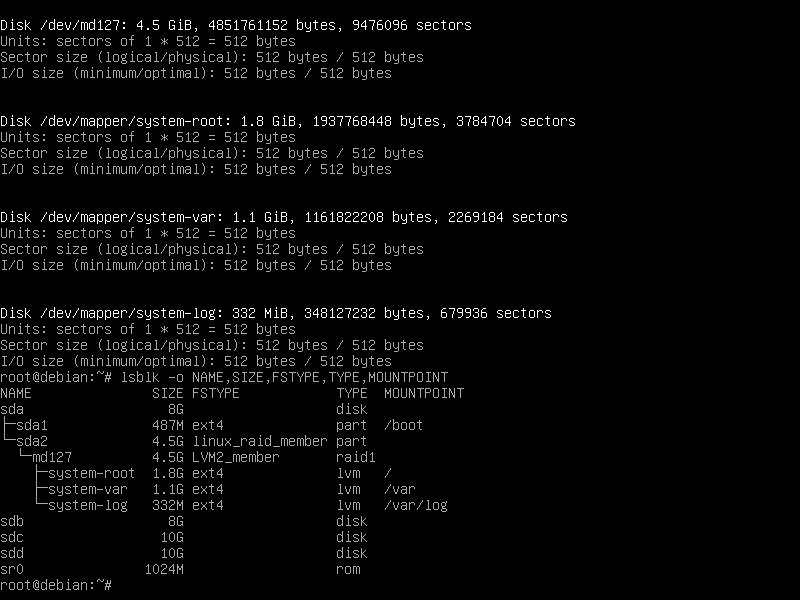 Disk /dev/md127: 4.5 GiB, 4851761152 bytes, 9476096 sectors
Units: sectors of 1 * 512 = 512 bytes
Sector size (logical/physical): 512 bytes / 512 bytes
I/O size (minimum/optimal): 512 bytes / 512 bytes
Disk /dev/mapper/system-root: 1.8 GiB, 1937768448 bytes, 3784704 sectors
Units: sectors of 1 * 512 = 512 bytes
Sector size (logical/physical): 512 bytes / 512 bytes
I/O size (minimum/optimal): 512 bytes / 512 bytes
Disk /dev/mapper/system-var: 1.1 GiB, 1161822208 bytes, 2269184 sectors
Units: sectors of 1 * 512 = 512 bytes
Sector size (logical/physical): 512 bytes / 512 bytes
I/O size (minimum/optimal): 512 bytes / 512 bytes
Disk /dev/mapper/system-log: 332 MiB, 348127232 bytes, 679936 sectors
Units: sectors of 1 * 512 = 512 bytes
Sector size (logical/physical): 512 bytes / 512 bytes
I/O size (minimum/optimal): 512 bytes / 512 bytes
root@debian:~# lsblk -o NAME,SIZE,FSTYPE,TYPE,MOUNTPOINT
NAME               SIZE FSTYPE            TYPE  MOUNTPOINT
sda                  8G                   disk
├─sda1             487M ext4              part  /boot
└─sda2             4.5G linux_raid_member part
  └─md127          4.5G LVM2_member       raid1
    ├─system-root  1.8G ext4              lvm   /
    ├─system-var   1.1G ext4              lvm   /var
    └─system-log   332M ext4              lvm   /var/log
sdb                  8G                   disk
sdc                 10G                   disk
sdd                 10G                   disk
sr0               1024M                   rom
root@debian:~#